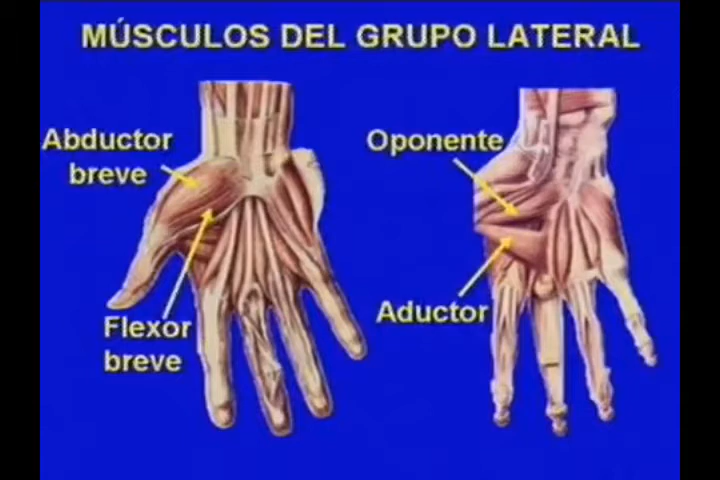 MÚSCULOS DEL GRUPO LATERAL
Abductor
breve
Oponente
Flexor
breve
Aductor